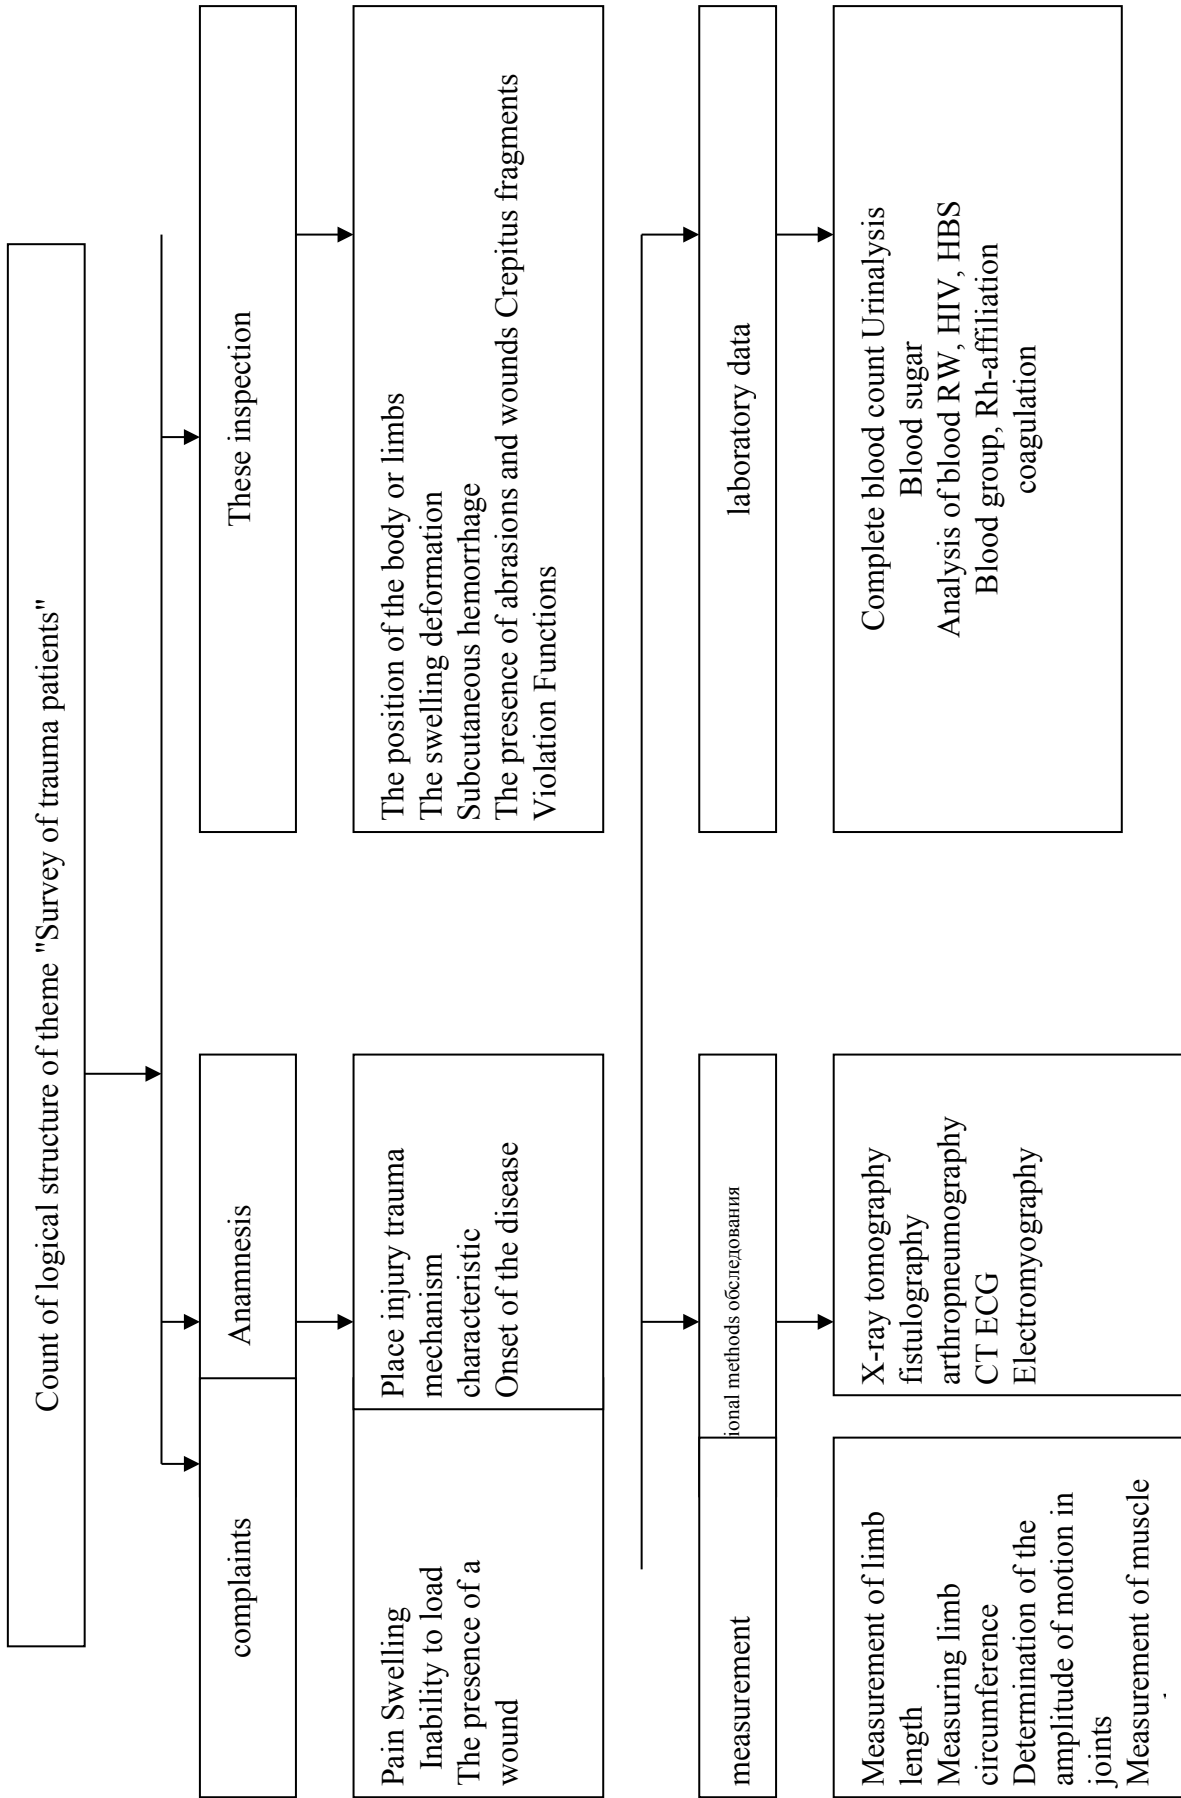 Count of logical structure of theme "Survey of trauma patients"
complaints
Anamnesis
These inspection
Pain Swelling
Inability to load
The presence of a
wound
Place injury trauma
mechanism
characteristic
Onset of the disease
The position of the body or limbs
The swelling deformation
Subcutaneous hemorrhage
The presence of abrasions and wounds Crepitus fragments
Violation Functions
measurement
ional methods обследования
laboratory data
Measurement of limb
length
Measuring limb
circumference
Determination of the
amplitude of motion in
joints
Measurement of muscle
X-ray tomography
fistulography
arthropneumography
CT ECG
Electromyography
Complete blood count Urinalysis
Blood sugar
Analysis of blood RW, HIV, HBS
Blood group, Rh-affiliation
coagulation